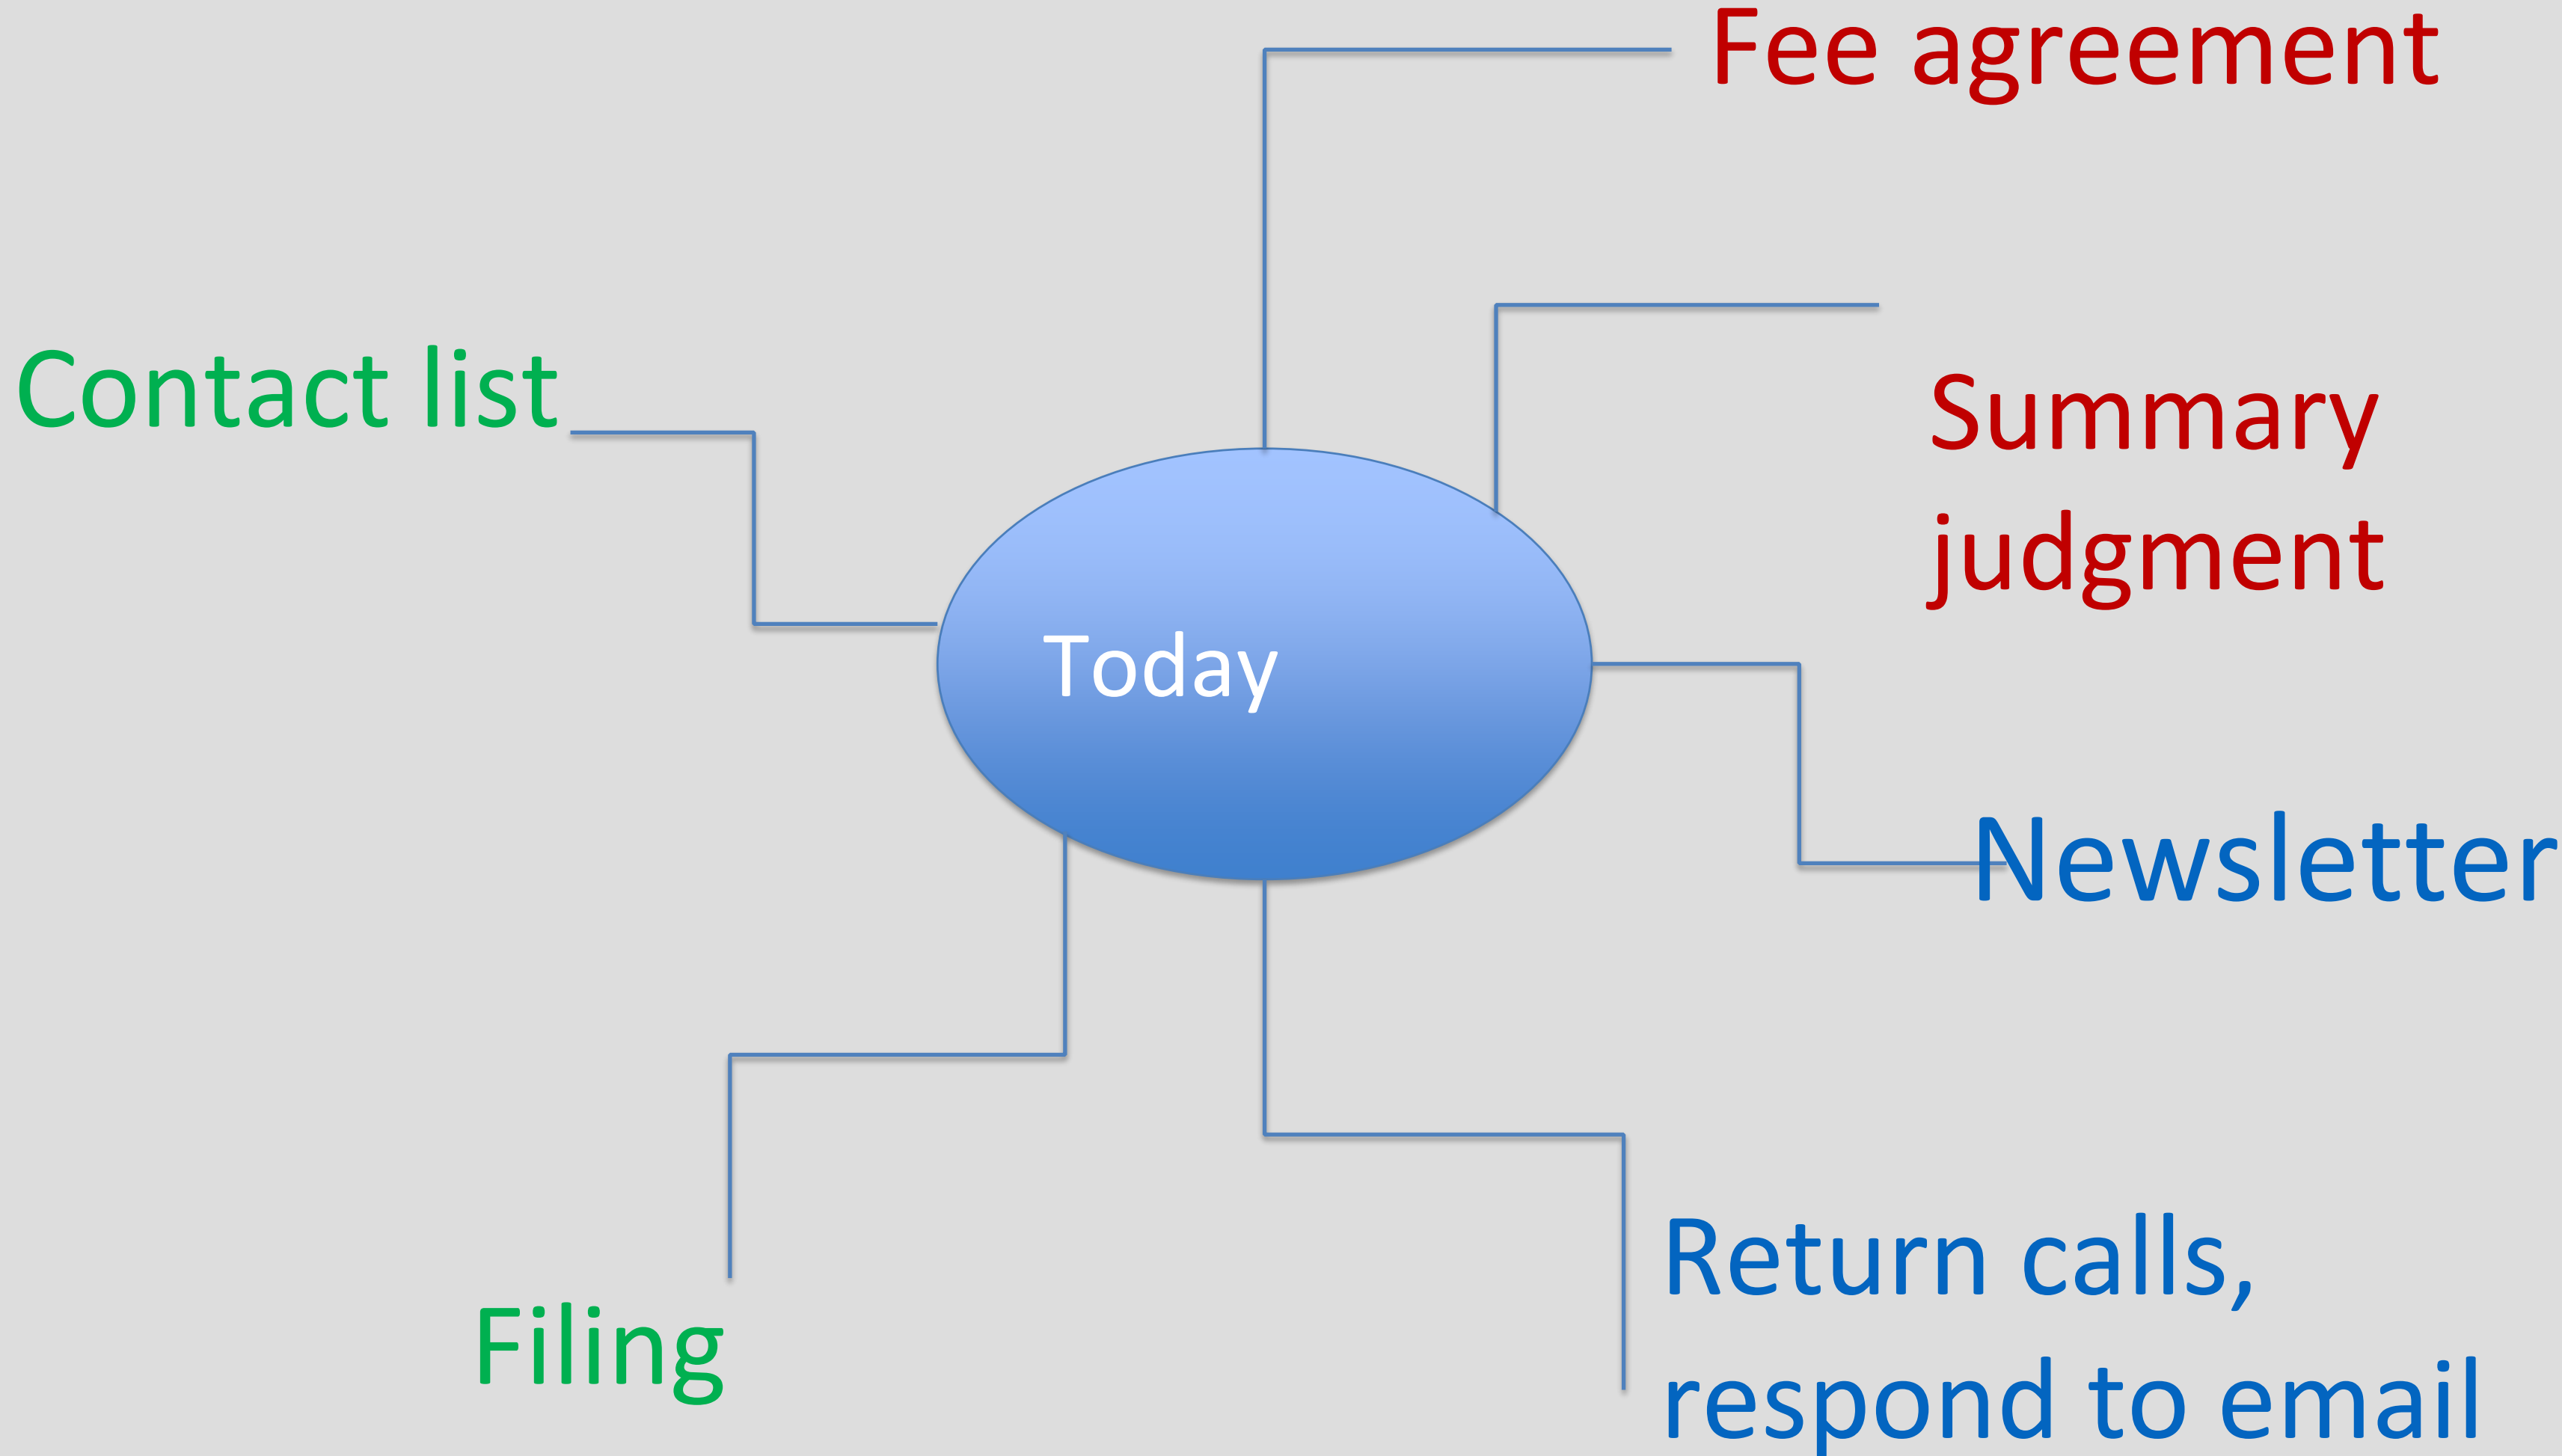 Fee agreement
Contact list
Summary
judgment
Today
Newsletter
Return calls,
respond to email
Filing